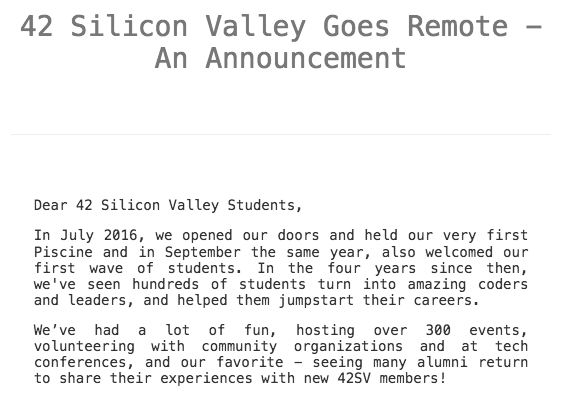 42 Silicon Valley Goes Remote –
An Announcement
Dear 42 Silicon Valley Students,
In July 2016, we opened our doors and held our very first
Piscine and in September the same year, also welcomed our
first wave of students. In the four years since then,
we've seen hundreds of students turn into amazing coders
and leaders, and helped them jumpstart their careers.
We’ve had a lot of fun, hosting over 300 events,
volunteering with community organizations and at tech
conferences, and our favorite – seeing many alumni return
to share their experiences with new 42SV members!